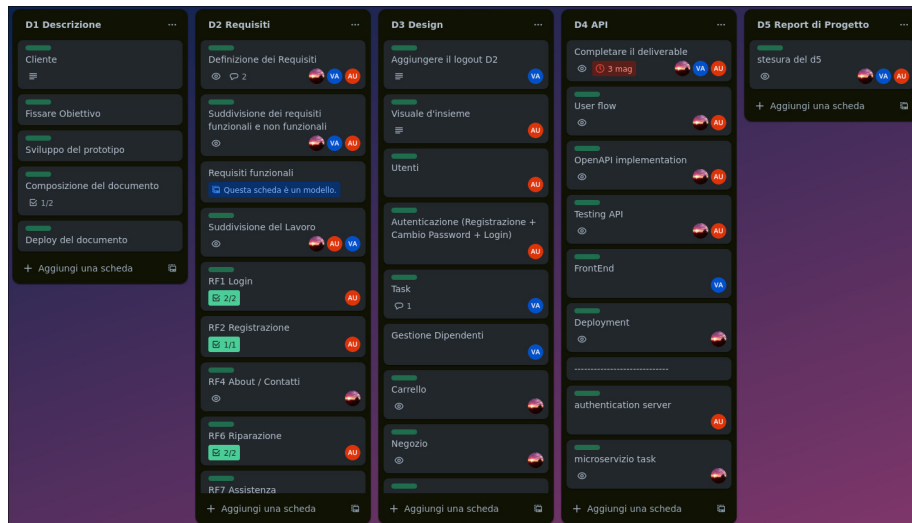 D1 Descrizione
Cliente
Fissare Obiettivo
Sviluppo del prototipo
Composizione del documento
1/2
Deploy del documento
+ Aggiungi una scheda
D2 Requisiti
Definizione dei Requisiti
2
VA
AU
Suddivisione dei requisiti
funzionali e non funzionali
VA
AU
Requisiti funzionali
Questa scheda è un modello.
Suddivisione del Lavoro
AU
VA
RF1 Login
2/2
AU
RF2 Registrazione
1/1
AU
RF4 About / Contatti
RF6 Riparazione
2/2
AU
RF7 Assistenza
+ Aggiungi una scheda
D3 Design
Aggiungere il logout D2
VA
Visuale d'insieme
AU
Utenti
AU
Autenticazione (Registrazione +
Cambio Password + Login)
AU
Task
1
VA
Gestione Dipendenti
VA
Carrello
Negozio
+ Aggiungi una scheda
D4 API
Completare il deliverable
3 mag
VA
AU
User flow
AU
OpenAPI implementation
AU
Testing API
AU
FrontEnd
VA
Deployment
-----------------------------
authentication server
AU
microservizio task
+ Aggiungi una scheda
D5 Report di Progetto
stesura del d5
VA
AU
+ Aggiungi una scheda